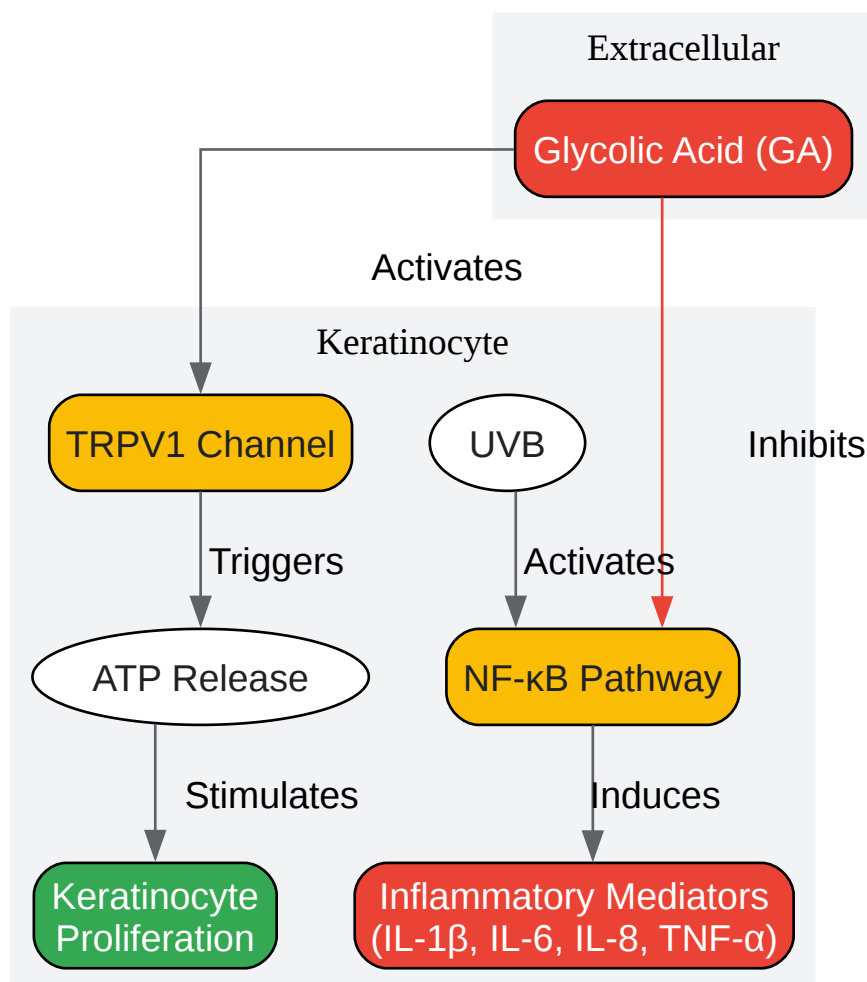 Extracellular
Glycolic Acid (GA)
Activates
Keratinocyte
TRPV1 Channel
UVB
Inhibits
Triggers
Activates
ATP Release
NF-κB Pathway
Stimulates
Induces
Keratinocyte
Proliferation
Inflammatory Mediators
(IL-1β, IL-6, IL-8, TNF-α)